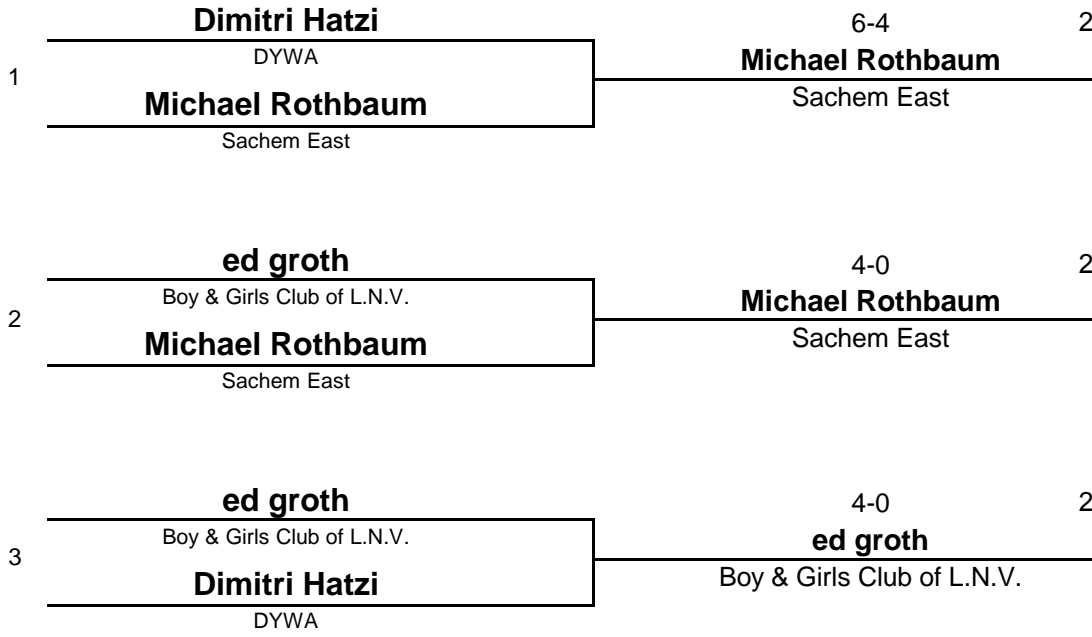 Dimitri Hatzi
DYWA
1
Michael Rothbaum
Sachem East
6-4 2
Michael Rothbaum
Sachem East
ed groth
Boy & Girls Club of L.N.V.
2
Michael Rothbaum
Sachem East
4-0 2
Michael Rothbaum
Sachem East
ed groth
Boy & Girls Club of L.N.V.
3
Dimitri Hatzi
DYWA
4-0 2
ed groth
Boy & Girls Club of L.N.V.